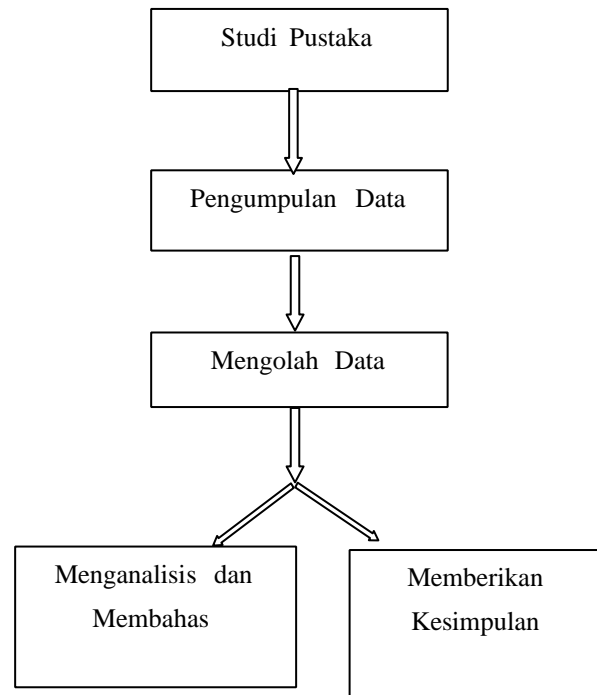 Studi Pustaka
Pengumpulan Data
Mengolah Data
Menganalisis dan
Membahas
Memberikan
Kesimpulan